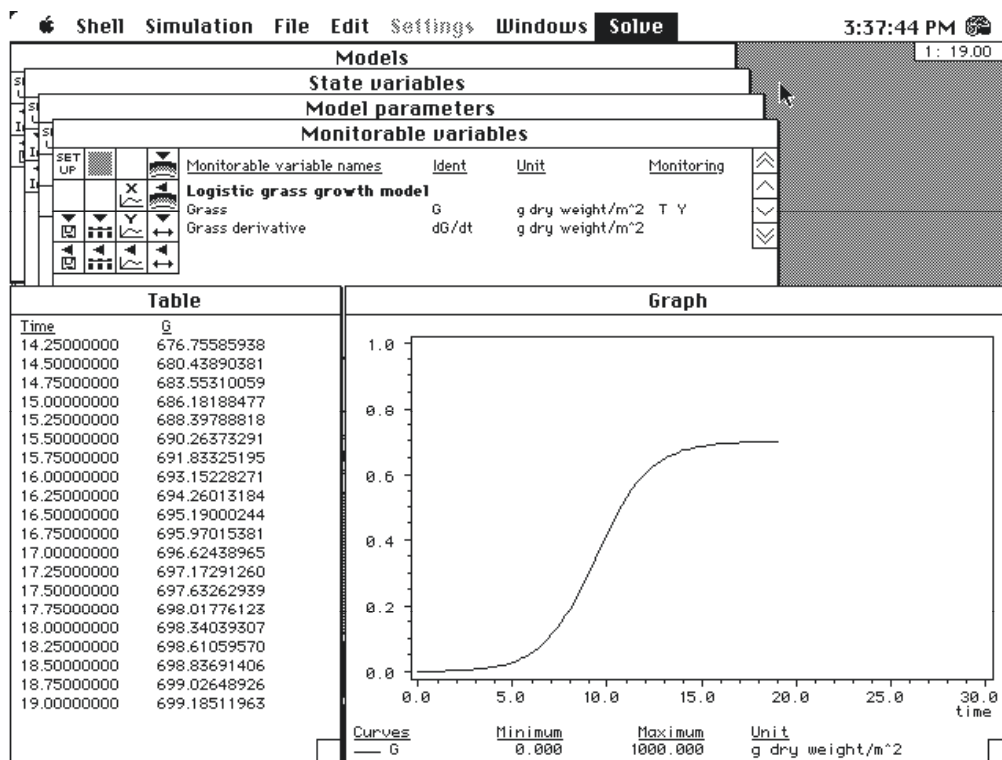 Shell Simulation File Edit Settings Windows Solve 3:37:44 PM
1: 19.00
Models
State variables
Model parameters
Monitorable variables
SET UP
Monitorable variable names Ident Unit Monitoring
X
Logistic grass growth model
Grass G g dry weight/m^2 T Y
Y
Grass derivative dG/dt g dry weight/m^2
Table
Time G
14.25000000 676.75585938
14.50000000 680.43890381
14.75000000 683.55310059
15.00000000 686.18188477
15.25000000 688.39788818
15.50000000 690.26373291
15.75000000 691.83325195
16.00000000 693.15228271
16.25000000 694.26013184
16.50000000 695.19000244
16.75000000 695.97015381
17.00000000 696.62438965
17.25000000 697.17291260
17.50000000 697.63262939
17.75000000 698.01776123
18.00000000 698.34039307
18.25000000 698.61059570
18.50000000 698.83691406
18.75000000 699.02648926
19.00000000 699.18511963
Graph
1.0
0.8
0.6
0.4
0.2
0.0
0.0 5.0 10.0 15.0 20.0 25.0 30.0
time
Curves Minimum Maximum Unit
G 0.000 1000.000 g dry weight/m^2